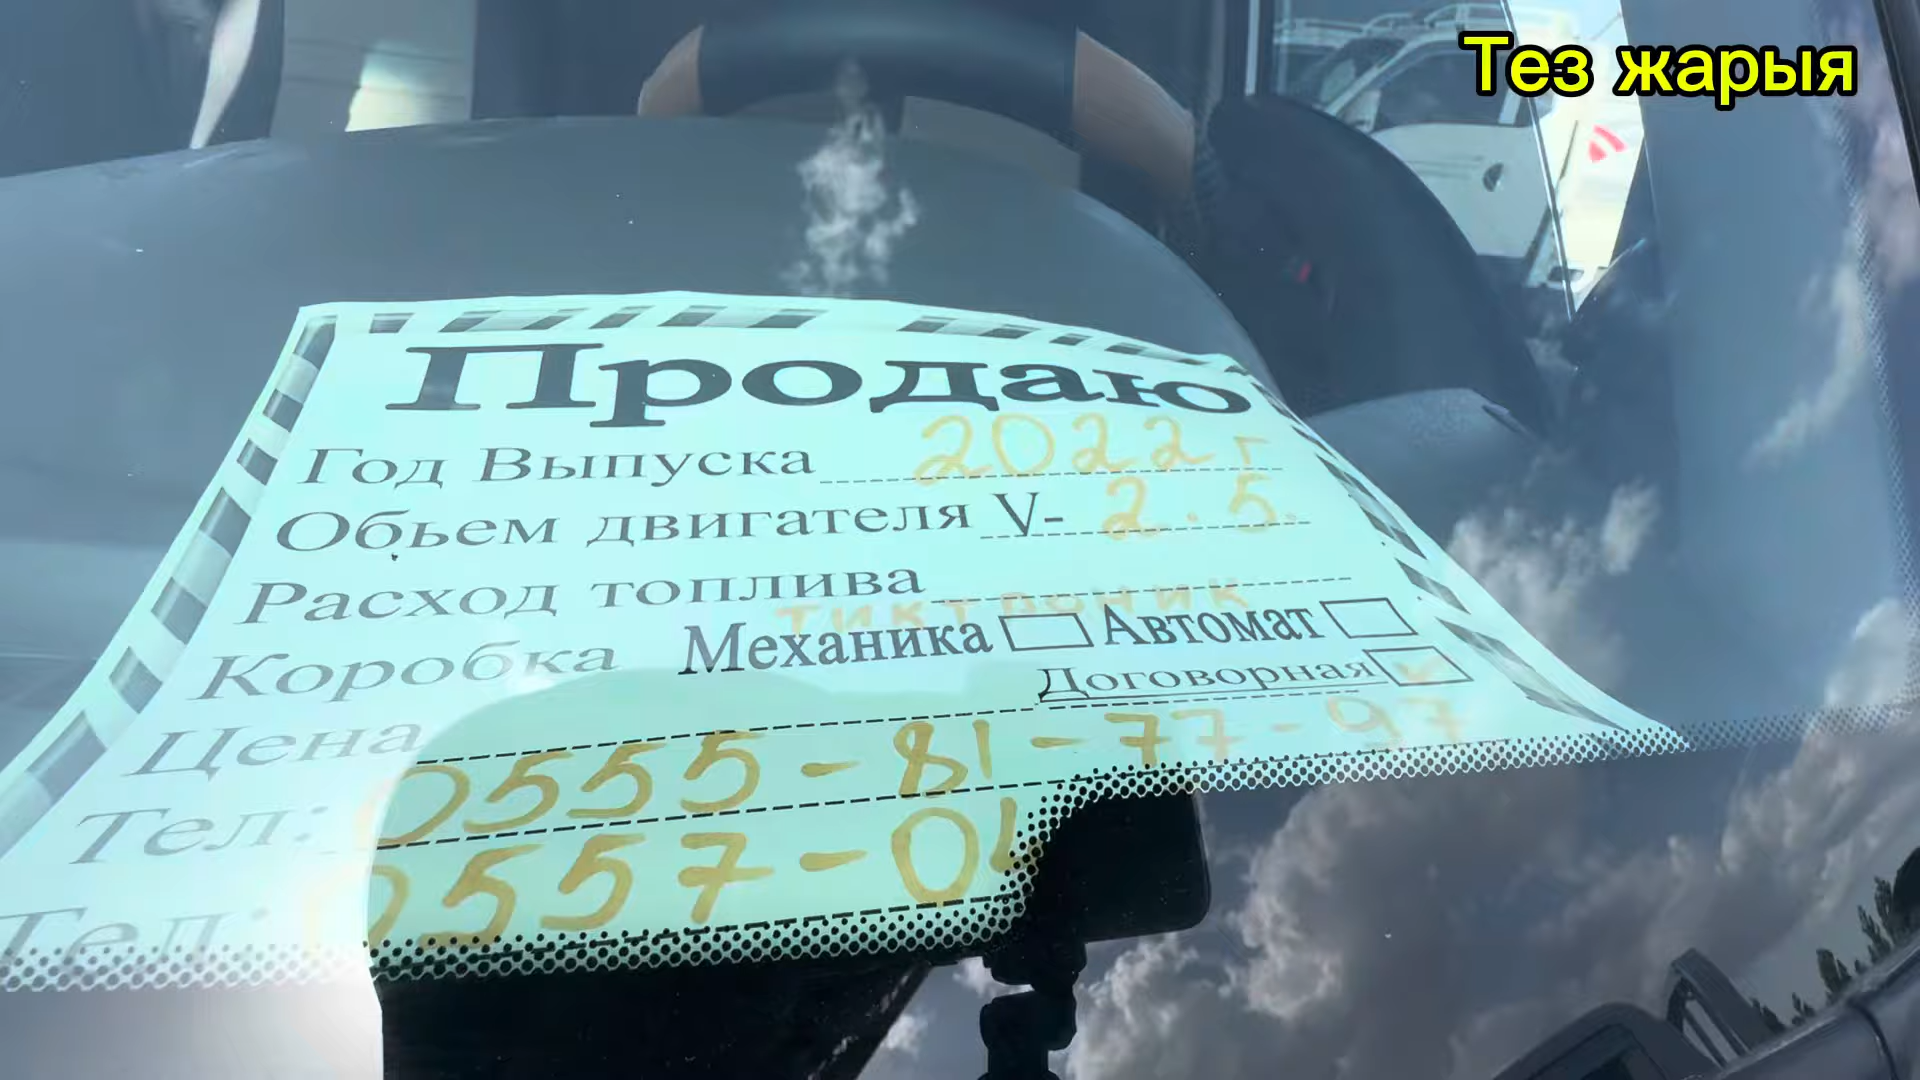 Тез жарыя
Продаю
Год Выпуска 2022 г
Обьем двигателя V- 2.5.
Расход топлива
типтроник
Коробка Механика Автомат
Договорная
Цена
Тел: 0555-81-77-97
Тел: 0557-01